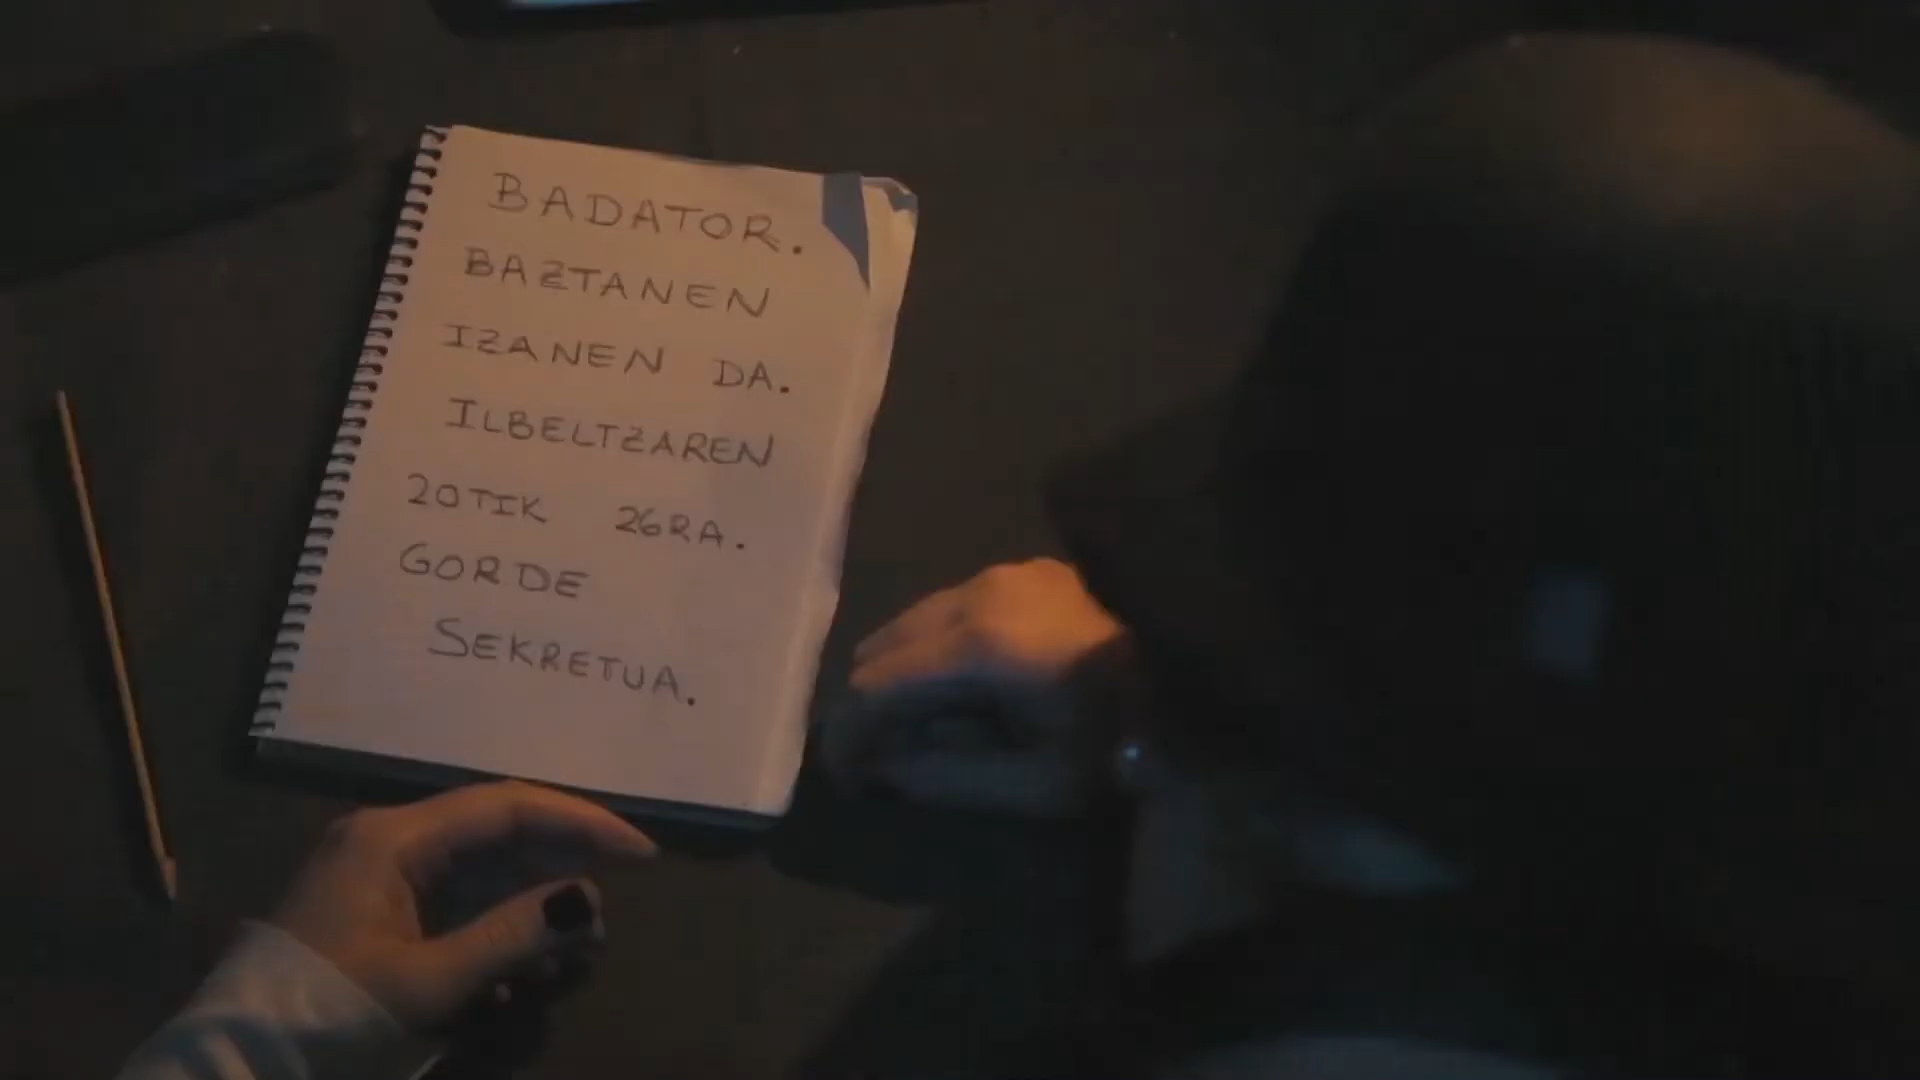 BADATOR.
BAZTANEN
IZANEN DA.
ILBELTZAREN
20TIK 26RA.
GORDE
SEKRETUA.